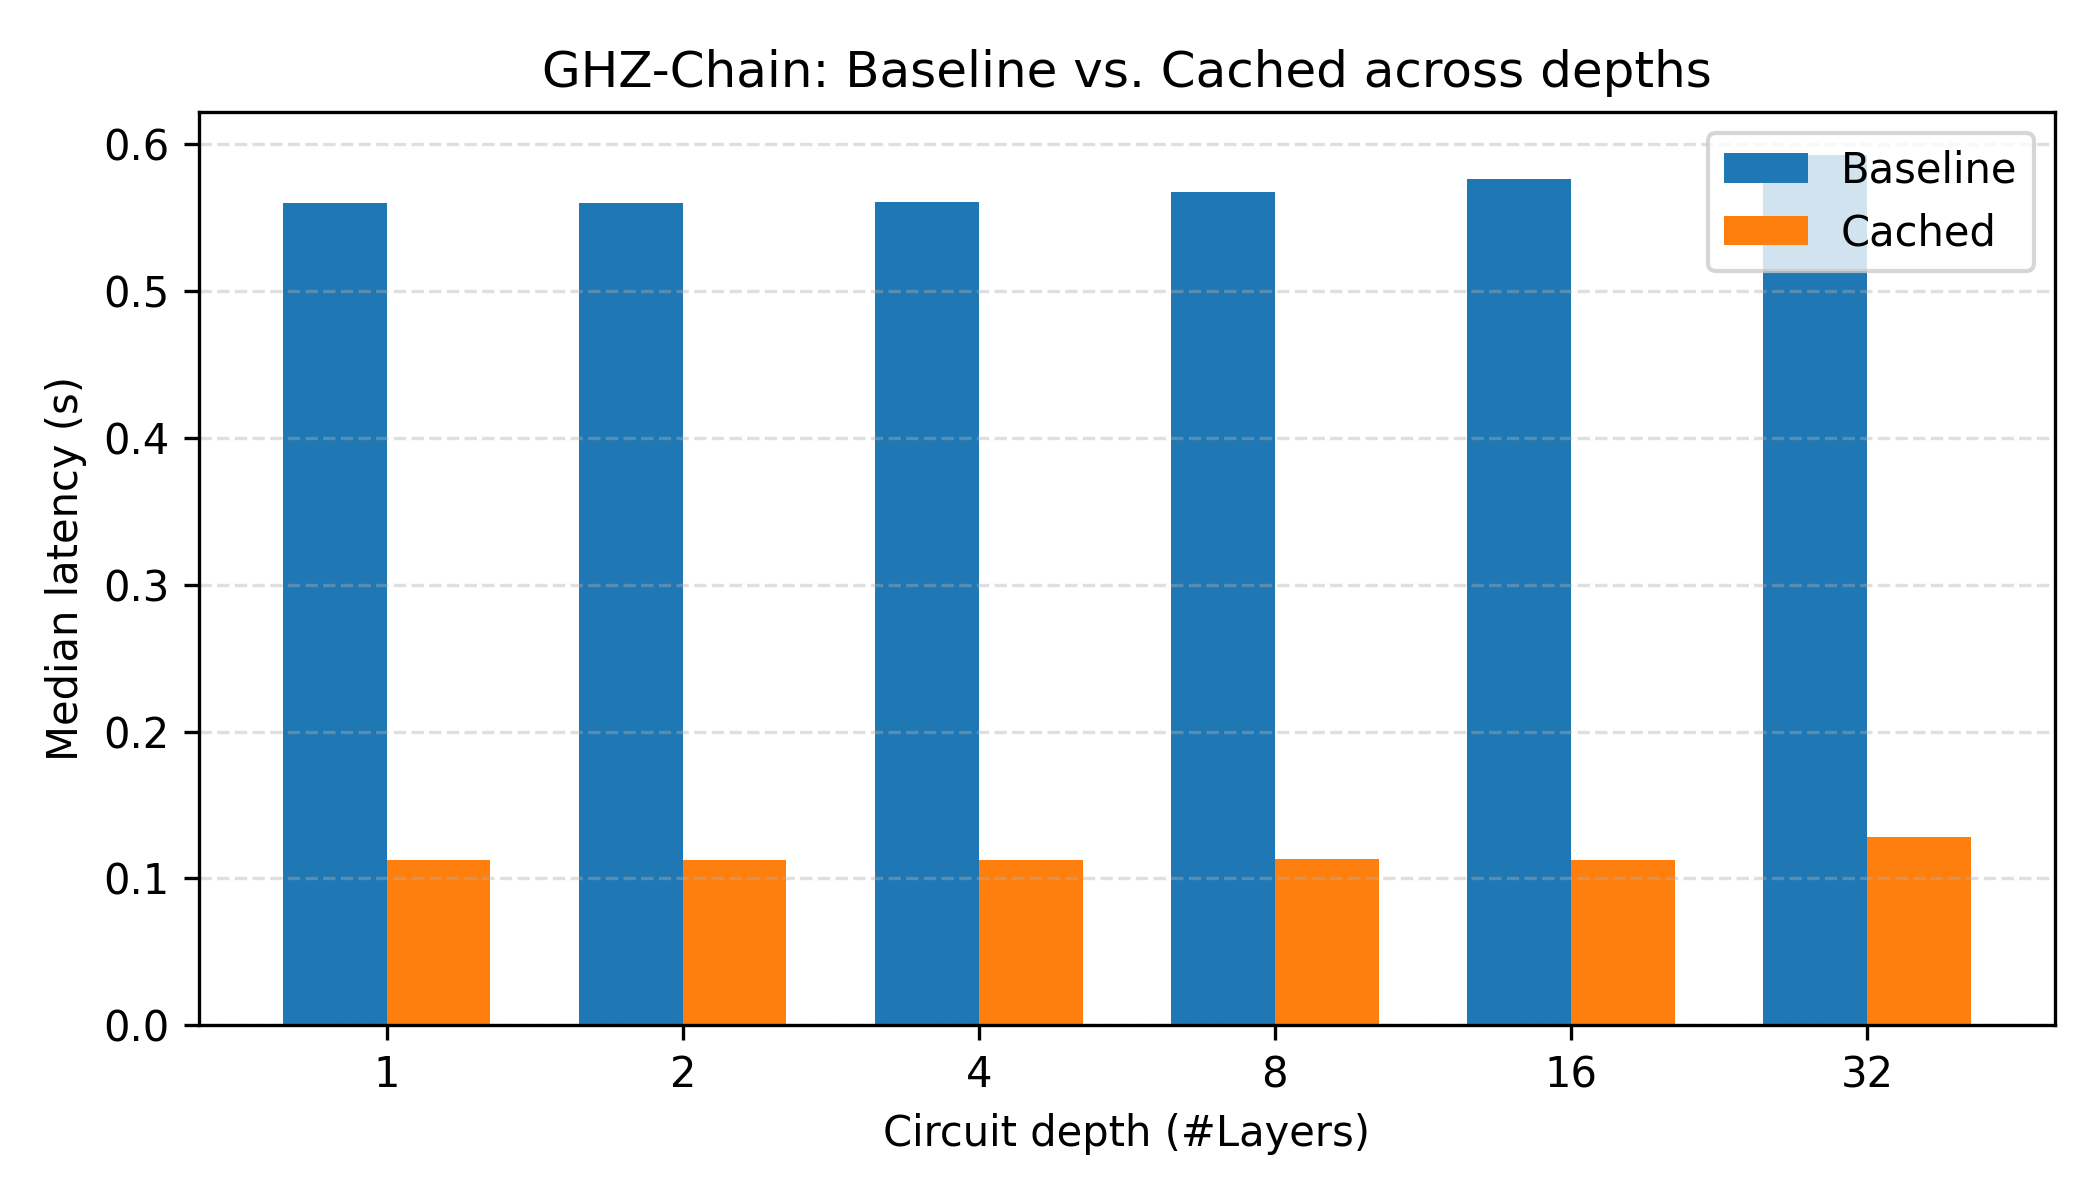 GHZ-Chain: Baseline vs. Cached across depths
0.6
0.5
0.4
0.3
0.2
0.1
0.0
Median latency (s)
Baseline
Cached
1 2 4 8 16 32
Circuit depth (#Layers)